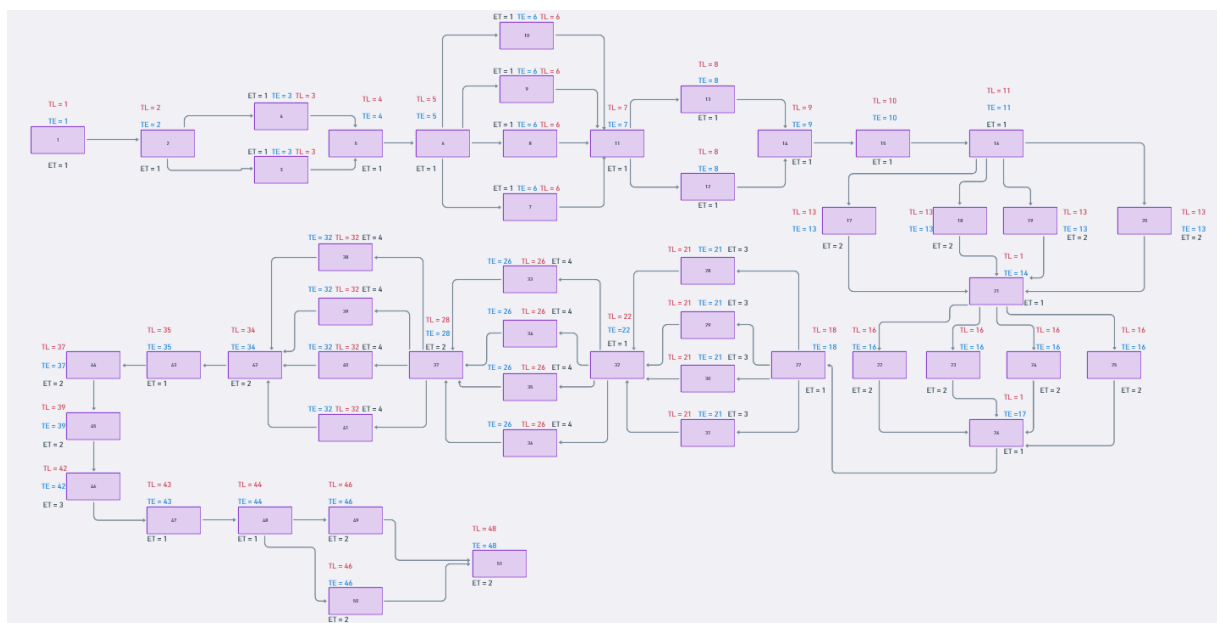 TL = 1
TE = 1
1
ET = 1
TL = 2
TE = 2
2
ET = 1
ET = 1 TE = 3 TL = 3
4
ET = 1 TE = 3 TL = 3
3
TL = 4
TE = 4
5
ET = 1
TL = 5
TE = 5
6
ET = 1
ET = 1 TE = 6 TL = 6
10
ET = 1 TE = 6 TL = 6
9
ET = 1 TE = 6 TL = 6
8
ET = 1 TE = 6 TL = 6
7
TL = 7
TE = 7
11
ET = 1
TL = 8
TE = 8
13
ET = 1
TL = 8
TE = 8
12
ET = 1
TL = 9
TE = 9
14
ET = 1
TL = 10
TE = 10
15
ET = 1
TL = 11
TE = 11
ET = 1
16
TL = 13
TE = 13
17
ET = 2
TL = 13
TE = 13
18
ET = 2
19
TL = 13
TE = 13
ET = 2
20
TL = 13
TE = 13
ET = 2
TL = 1
TE = 14
21
ET = 1
TL = 16
TE = 16
22
ET = 2
TL = 16
TE = 16
23
ET = 2
TL = 16
TE = 16
24
ET = 2
TL = 16
TE = 16
25
ET = 2
TL = 1
TE =17
26
ET = 1
TL = 18
TE = 18
27
ET = 1
TL = 21 TE = 21 ET = 3
28
TL = 21 TE = 21 ET = 3
29
TL = 21 TE = 21 ET = 3
30
TL = 21 TE = 21 ET = 3
31
TL = 22
TE =22
ET = 1
32
TE = 26 TL = 26 ET = 4
33
TE = 26 TL = 26 ET = 4
34
TE = 26 TL = 26 ET = 4
35
TE = 26 TL = 26 ET = 4
36
TL = 28
TE = 28
ET = 2
37
TE = 32 TL = 32 ET = 4
38
TE = 32 TL = 32 ET = 4
39
TE = 32 TL = 32 ET = 4
40
TE = 32 TL = 32 ET = 4
41
TL = 34
TE = 34
42
ET = 2
TL = 35
TE = 35
43
ET = 1
TL = 37
TE = 37
44
ET = 2
TL = 39
TE = 39
45
ET = 2
TL = 42
TE = 42
46
ET = 3
TL = 43
TE = 43
47
ET = 1
TL = 44
TE = 44
48
ET = 1
TL = 46
TE = 46
49
ET = 2
TL = 46
TE = 46
50
ET = 2
TL = 48
TE = 48
51
ET = 2